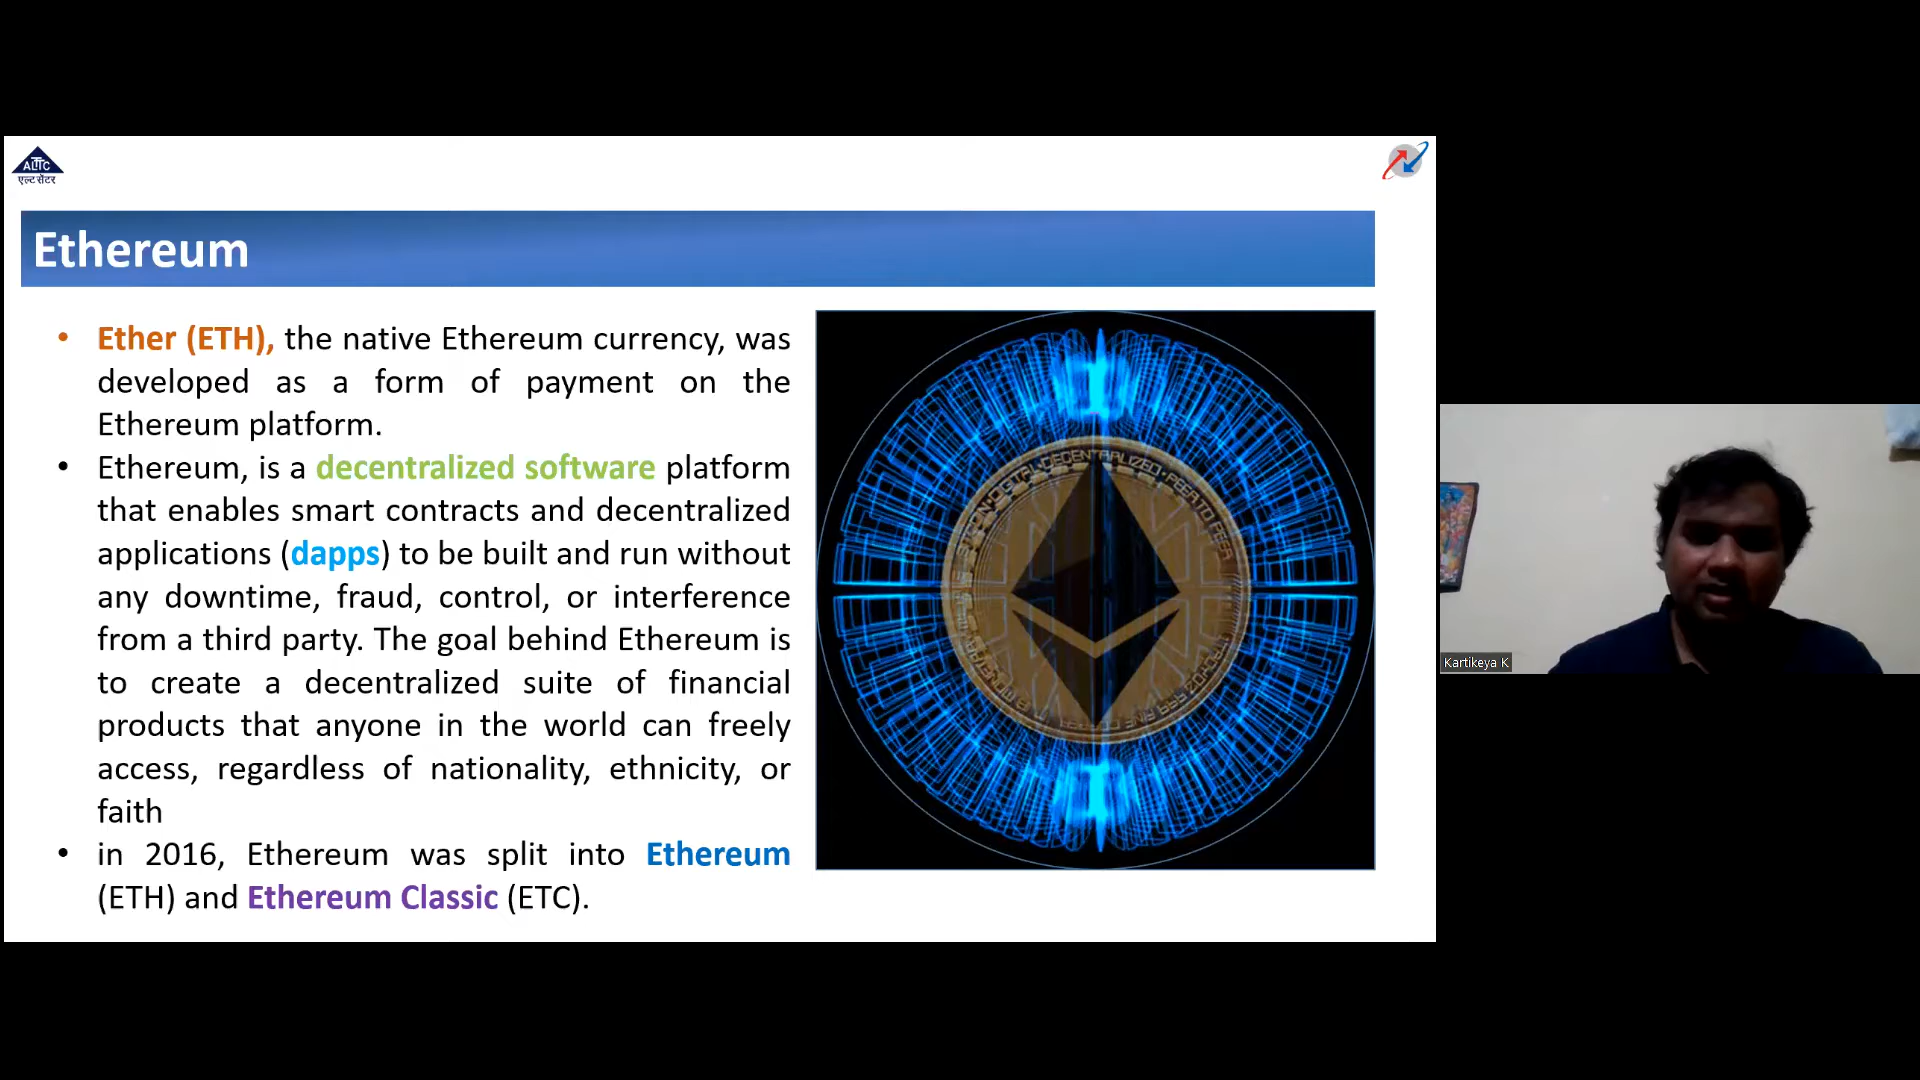 ALTTC
एल्ट सेंटर
Ethereum
• Ether (ETH), the native Ethereum currency, was
developed as a form of payment on the
Ethereum platform.
• Ethereum, is a decentralized software platform
that enables smart contracts and decentralized
applications (dapps) to be built and run without
any downtime, fraud, control, or interference
from a third party. The goal behind Ethereum is
to create a decentralized suite of financial
products that anyone in the world can freely
access, regardless of nationality, ethnicity, or
faith
• in 2016, Ethereum was split into Ethereum
(ETH) and Ethereum Classic (ETC).
DIGITAL DECENTRALIZED • PEER TO PEER
Kartikeya K